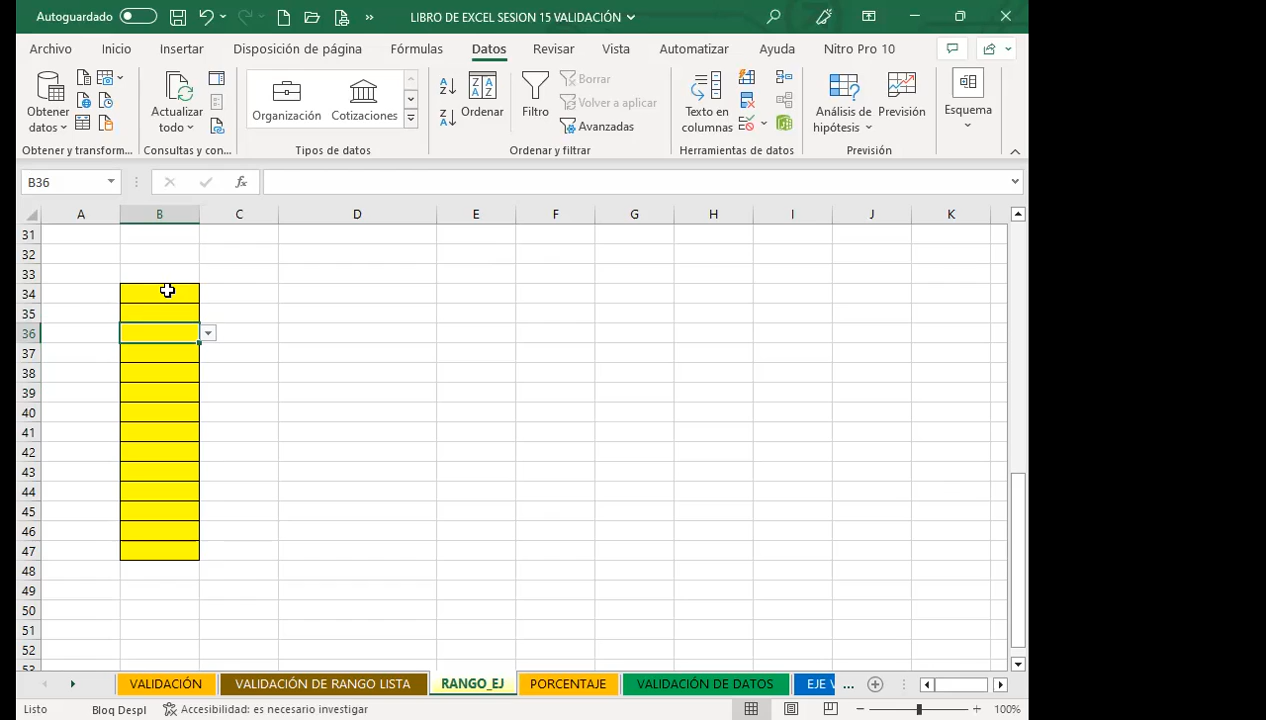 Autoguardado
LIBRO DE EXCEL SESION 15 VALIDACIÓN
Archivo Inicio Insertar Disposición de página Fórmulas Datos Revisar Vista Automatizar Ayuda Nitro Pro 10
Obtener datos
Obtener y transform...
Actualizar todo
Consultas y con...
Organización Cotizaciones
Tipos de datos
A Z
Z A
Z A A Z
Ordenar
Filtro
Borrar
Volver a aplicar
Avanzadas
Ordenar y filtrar
Texto en columnas
Herramientas de datos
Análisis de hipótesis
Previsión
Previsión
Esquema
B36
fx
A B C D E F G H I J K
31
32
33
34
35
36
37
38
39
40
41
42
43
44
45
46
47
48
49
50
51
52
53
VALIDACIÓN VALIDACIÓN DE RANGO LISTA RANGO_EJ PORCENTAJE VALIDACIÓN DE DATOS EJE V ...
Listo Bloq Despl Accesibilidad: es necesario investigar 100%